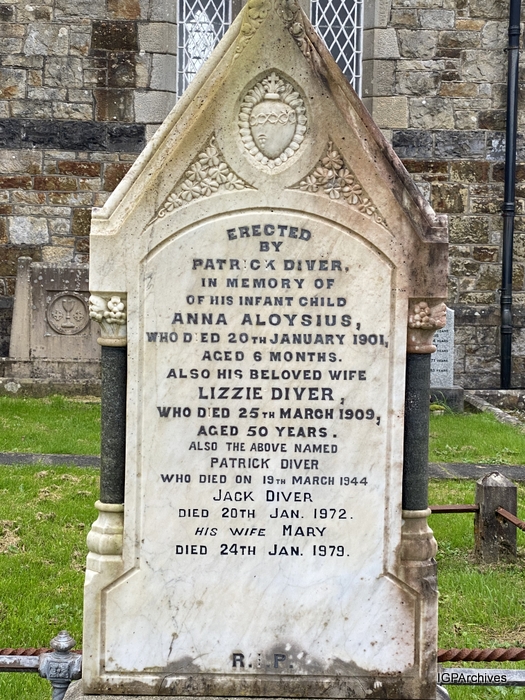 ERECTED
BY
PATRICK DIVER,
IN MEMORY OF
OF HIS INFANT CHILD
ANNA ALOYSIUS,
WHO DIED 20TH JANUARY 1901,
AGED 6 MONTHS.
ALSO HIS BELOVED WIFE
LIZZIE DIVER,
WHO DIED 25TH MARCH 1909,
AGED 50 YEARS.
ALSO THE ABOVE NAMED
PATRICK DIVER
WHO DIED ON 19TH MARCH 1944
JACK DIVER
DIED 20TH JAN. 1972.
HIS WIFE MARY
DIED 24TH JAN. 1979.
R.I.P.
IGPArchives